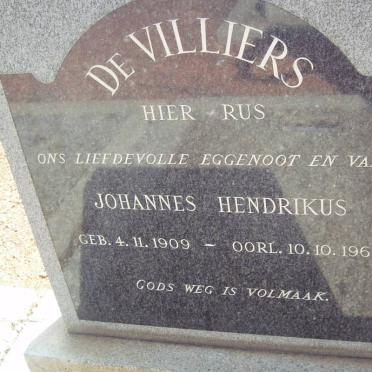 DE VILLIERS
HIER RUS
ONS LIEFDEVOLLE EGGENOOT EN VA
JOHANNES HENDRIKUS
GEB. 4.11.1909 – OORL. 10.10.196
GODS WEG IS VOLMAAK.